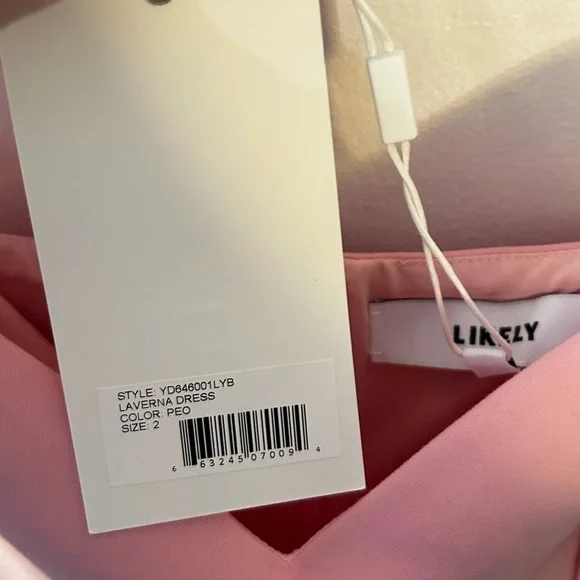 LIKELY
STYLE: YD646001LYB
LAVERNA DRESS
COLOR: PEO
SIZE: 2
6 63245 07009 4